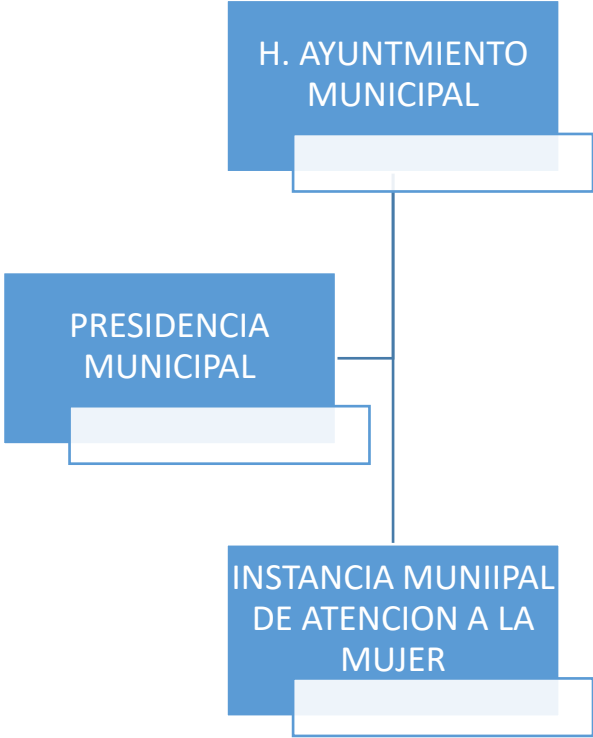 H. AYUNTMIENTO
MUNICIPAL
PRESIDENCIA
MUNICIPAL
INSTANCIA MUNIIPAL
DE ATENCION A LA
MUJER